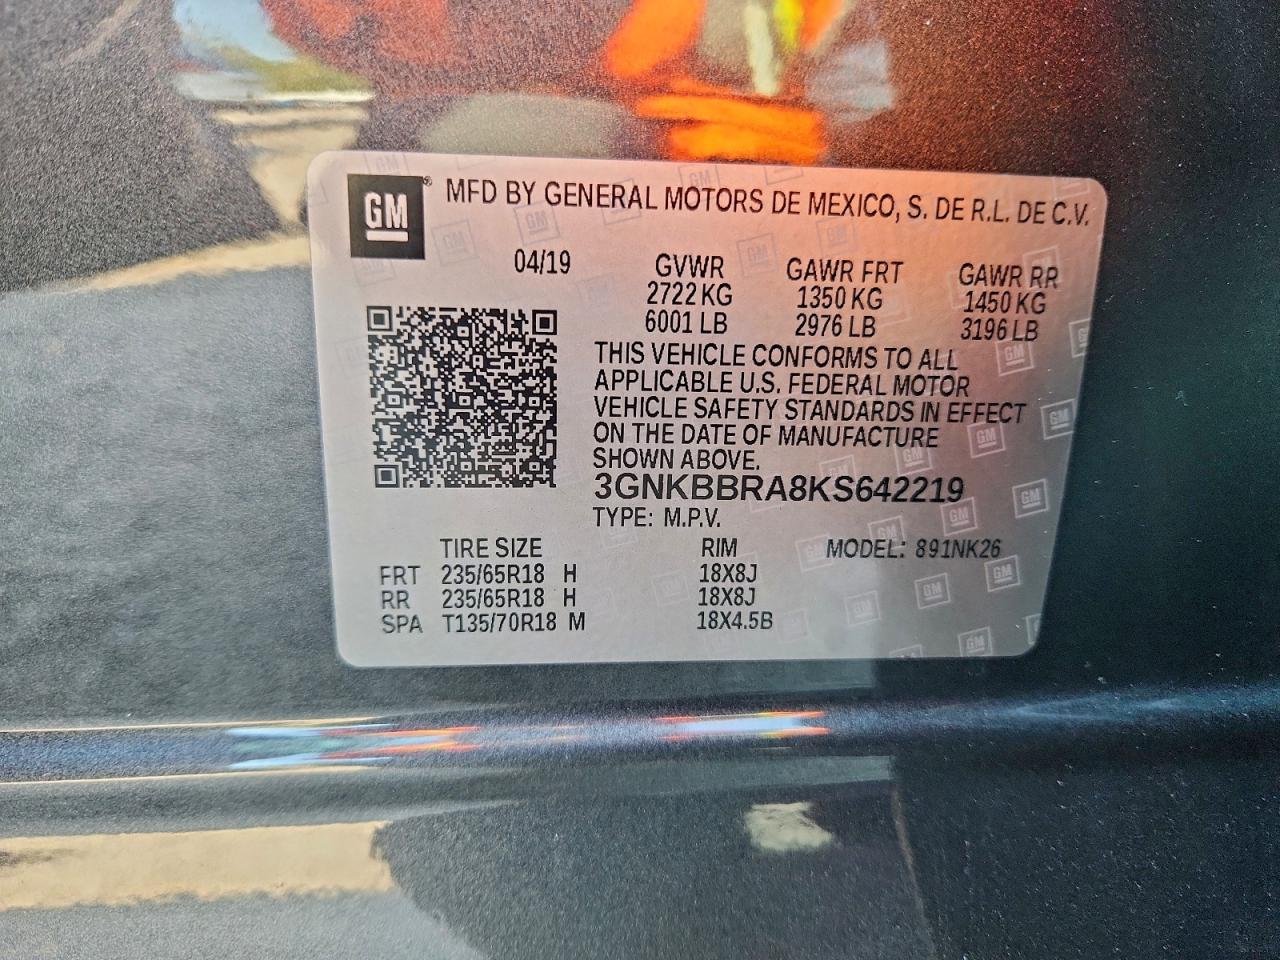 GM ® MFD BY GENERAL MOTORS DE MEXICO, S. DE R.L. DE C.V.
04/19 GVWR GAWR FRT GAWR RR
2722 KG 1350 KG 1450 KG
6001 LB 2976 LB 3196 LB
THIS VEHICLE CONFORMS TO ALL
APPLICABLE U.S. FEDERAL MOTOR
VEHICLE SAFETY STANDARDS IN EFFECT
ON THE DATE OF MANUFACTURE
SHOWN ABOVE.
3GNKBBRA8KS642219
TYPE: M.P.V.
TIRE SIZE RIM MODEL: 891NK26
FRT 235/65R18 H 18X8J
RR 235/65R18 H 18X8J
SPA T135/70R18 M 18X4.5B